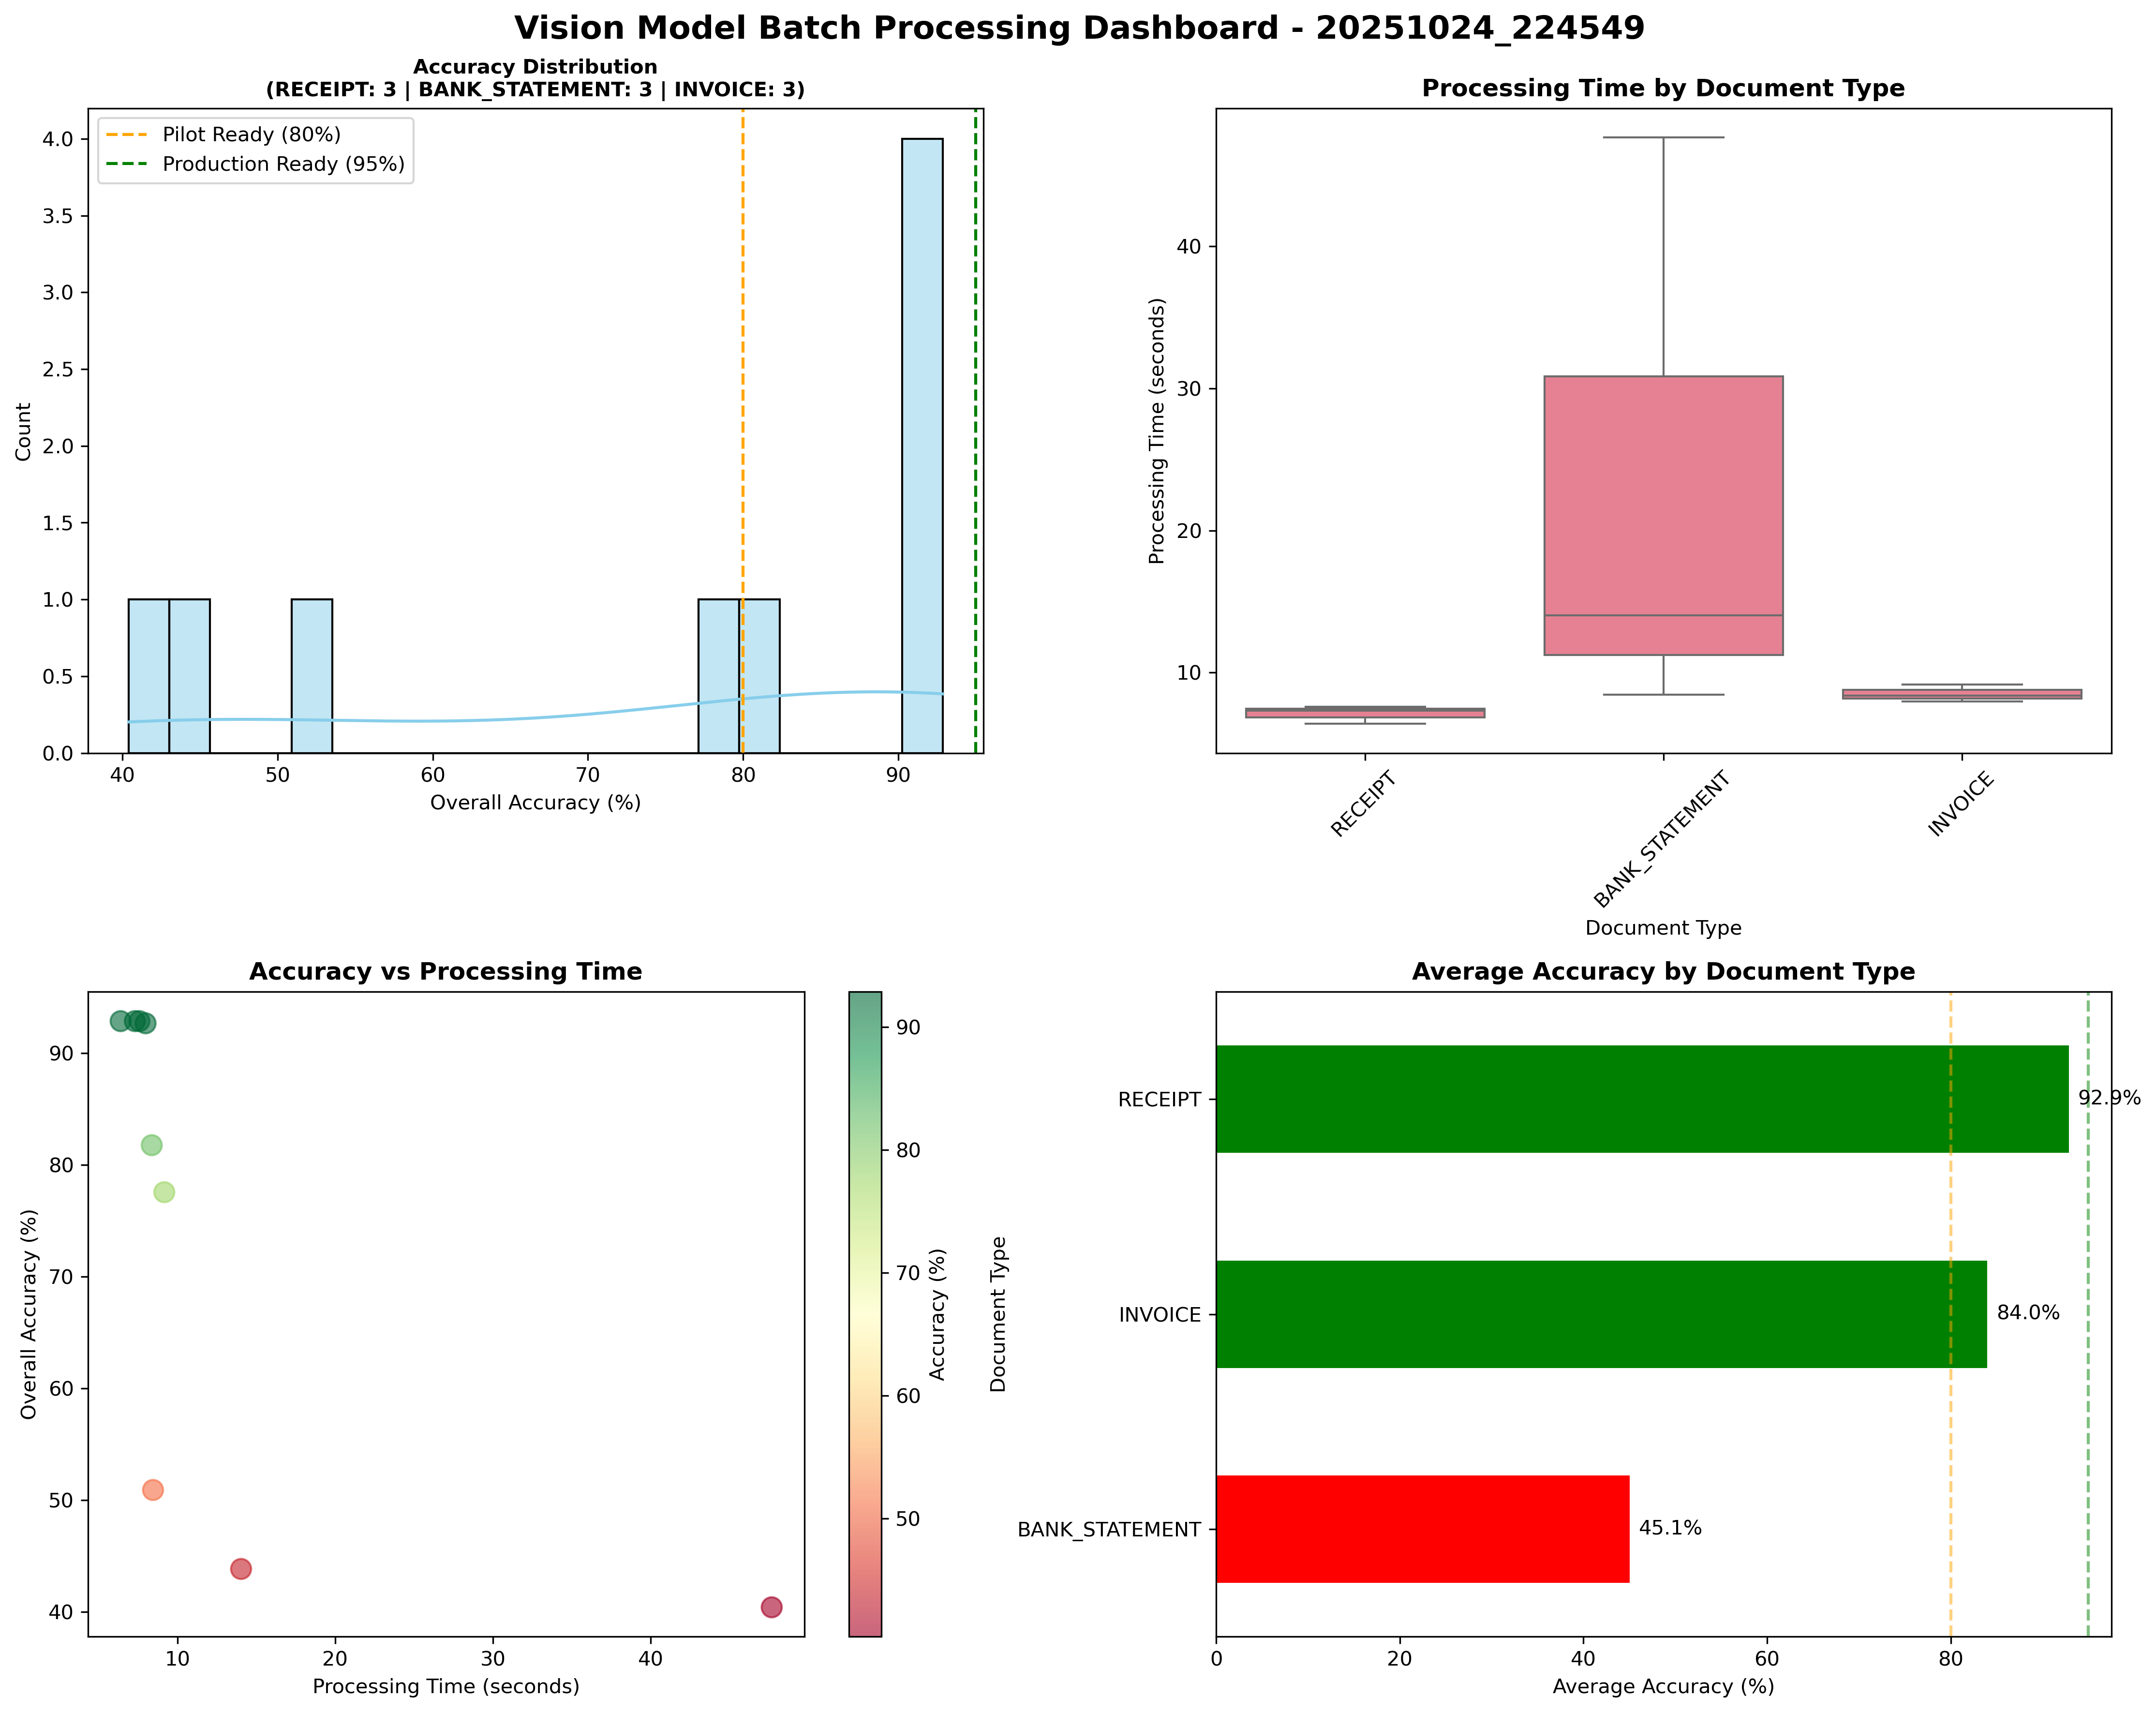 Vision Model Batch Processing Dashboard - 20251024_224549
Accuracy Distribution
(RECEIPT: 3 | BANK_STATEMENT: 3 | INVOICE: 3)
Pilot Ready (80%)
Production Ready (95%)
4.0
3.5
3.0
2.5
2.0
1.5
1.0
0.5
0.0
Count
40
50
60
70
80
90
Overall Accuracy (%)
Processing Time by Document Type
Processing Time (seconds)
40
30
20
10
RECEIPT
BANK_STATEMENT
INVOICE
Document Type
Accuracy vs Processing Time
Overall Accuracy (%)
90
80
70
60
50
40
10
20
30
40
Processing Time (seconds)
90
80
70
60
50
Accuracy (%)
Average Accuracy by Document Type
Document Type
RECEIPT
92.9%
INVOICE
84.0%
BANK_STATEMENT
45.1%
0
20
40
60
80
Average Accuracy (%)